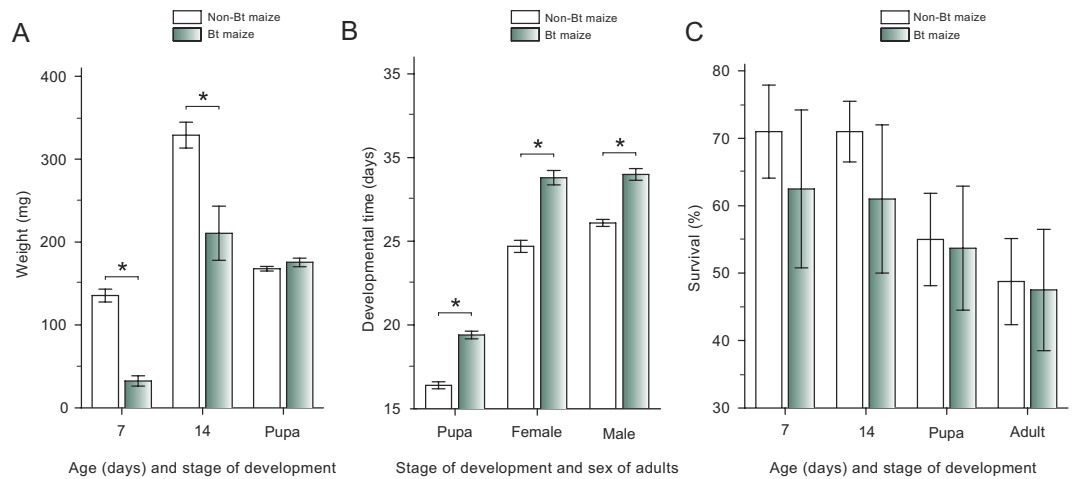 A
Non-Bt maize
Bt maize
Weight (mg)
400
300
200
100
0
*
*
7
14
Pupa
Age (days) and stage of development
B
Non-Bt maize
Bt maize
Developmental time (days)
35
35
25
20
15
*
*
*
Pupa
Female
Male
Stage of development and sex of adults
C
Non-Bt maize
Bt maize
Survival (%)
80
70
60
50
40
30
7
14
Pupa
Adult
Age (days) and stage of development